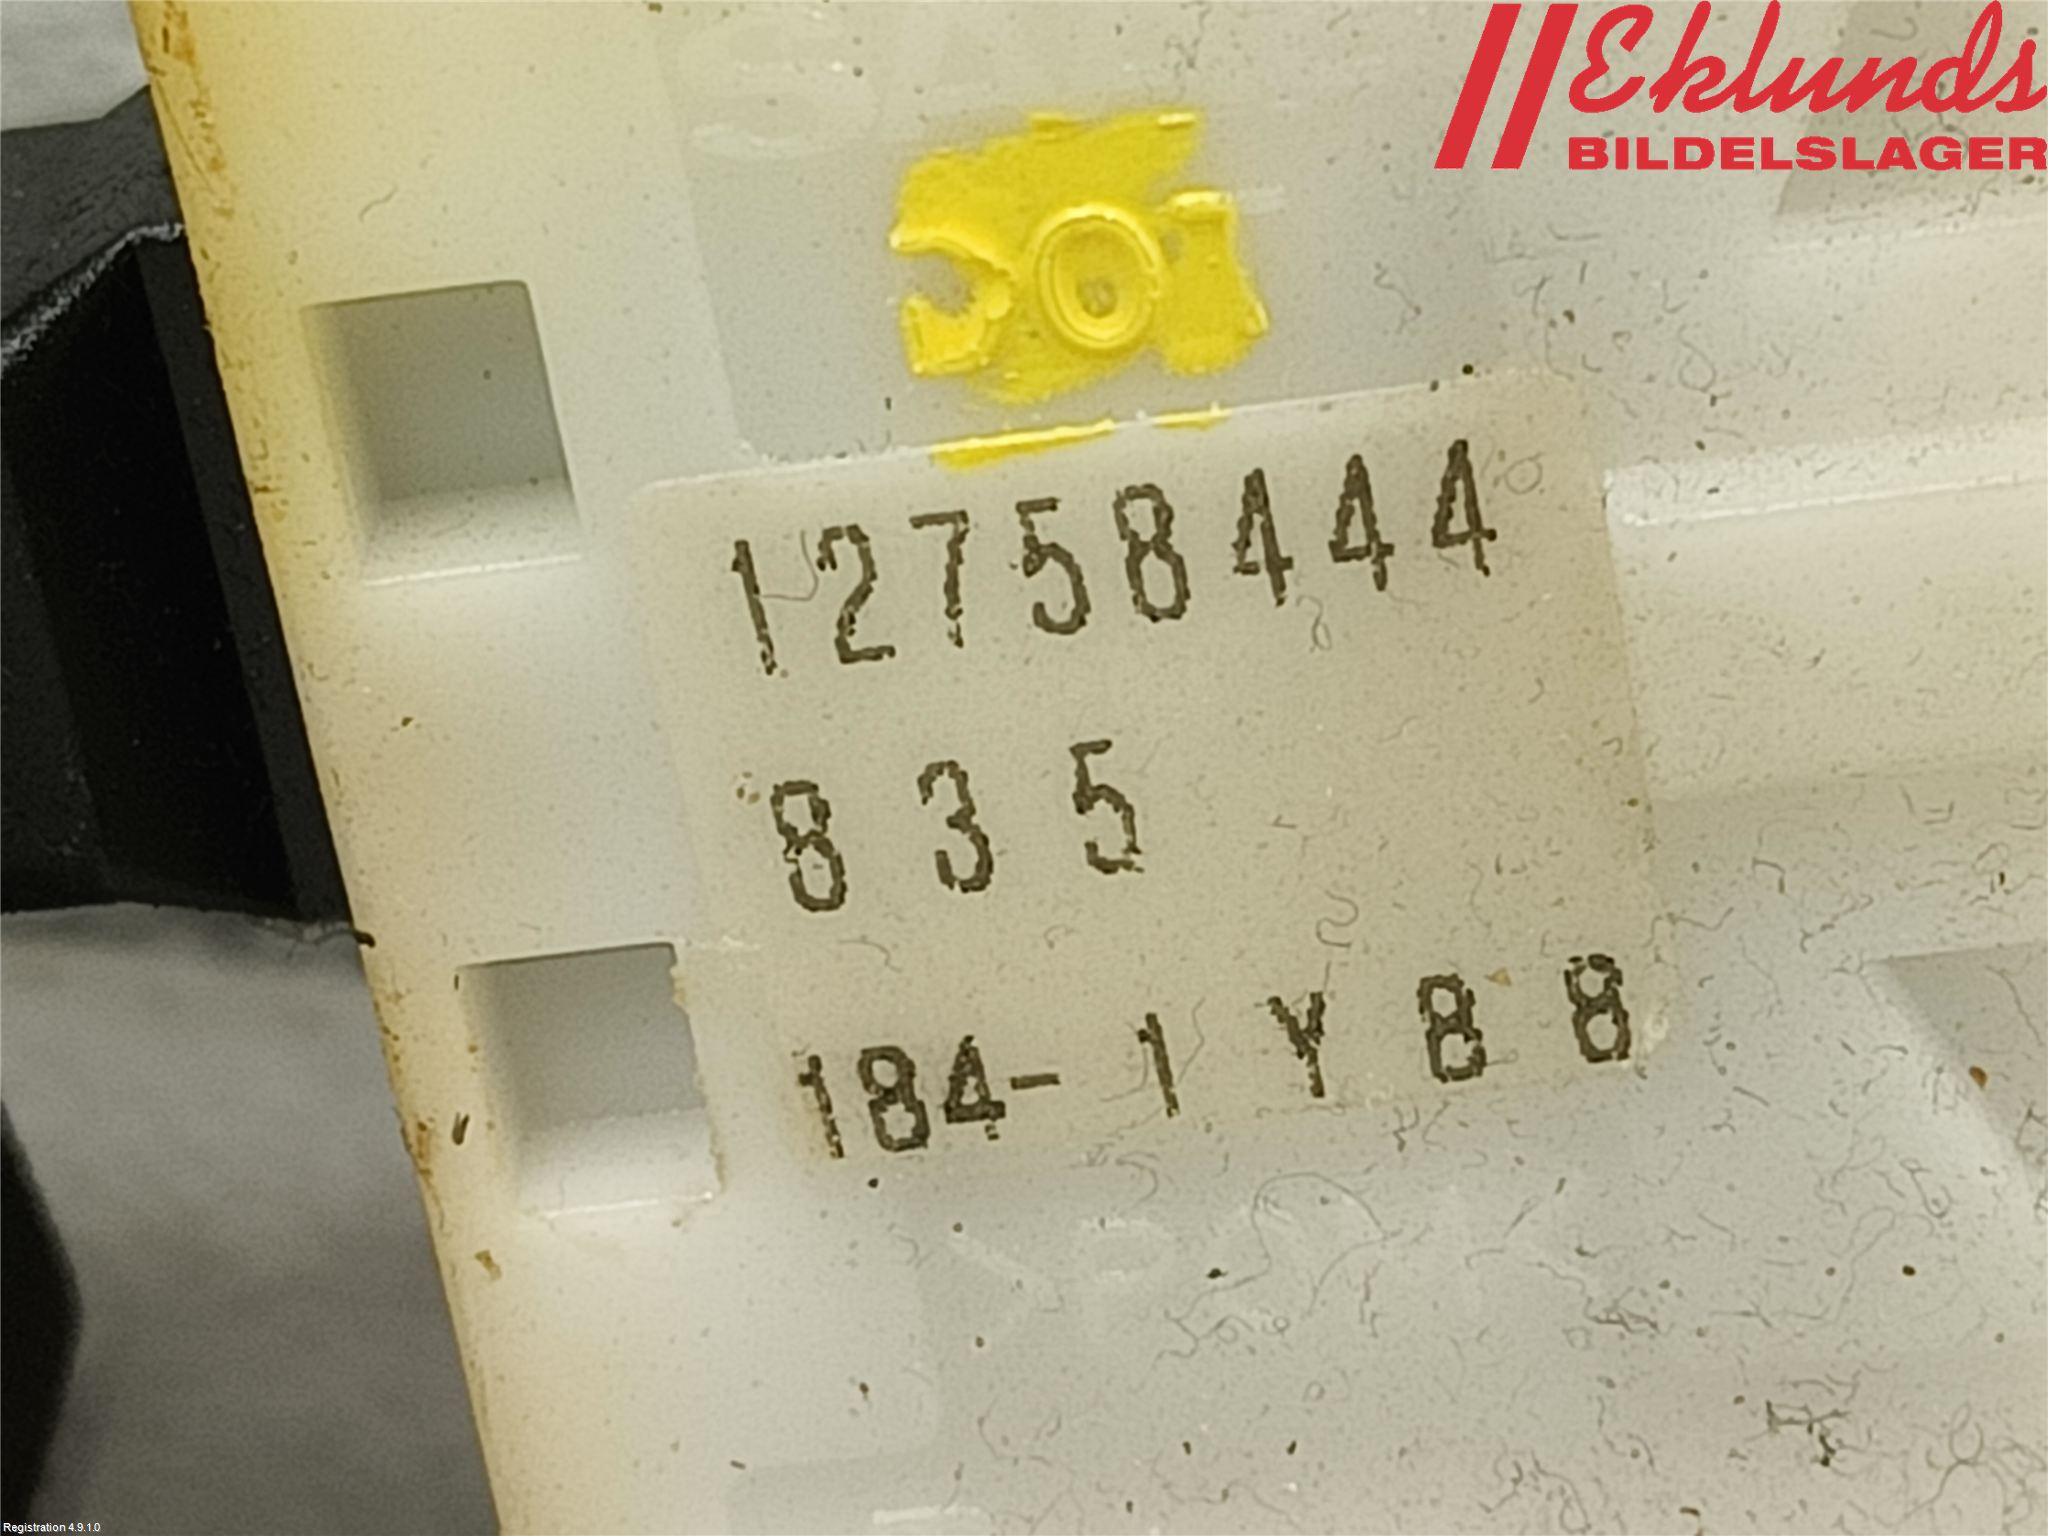 Eklunds
BILDELSLAGER
12758444
835
184-1Y88
Registration 4.9.1.0